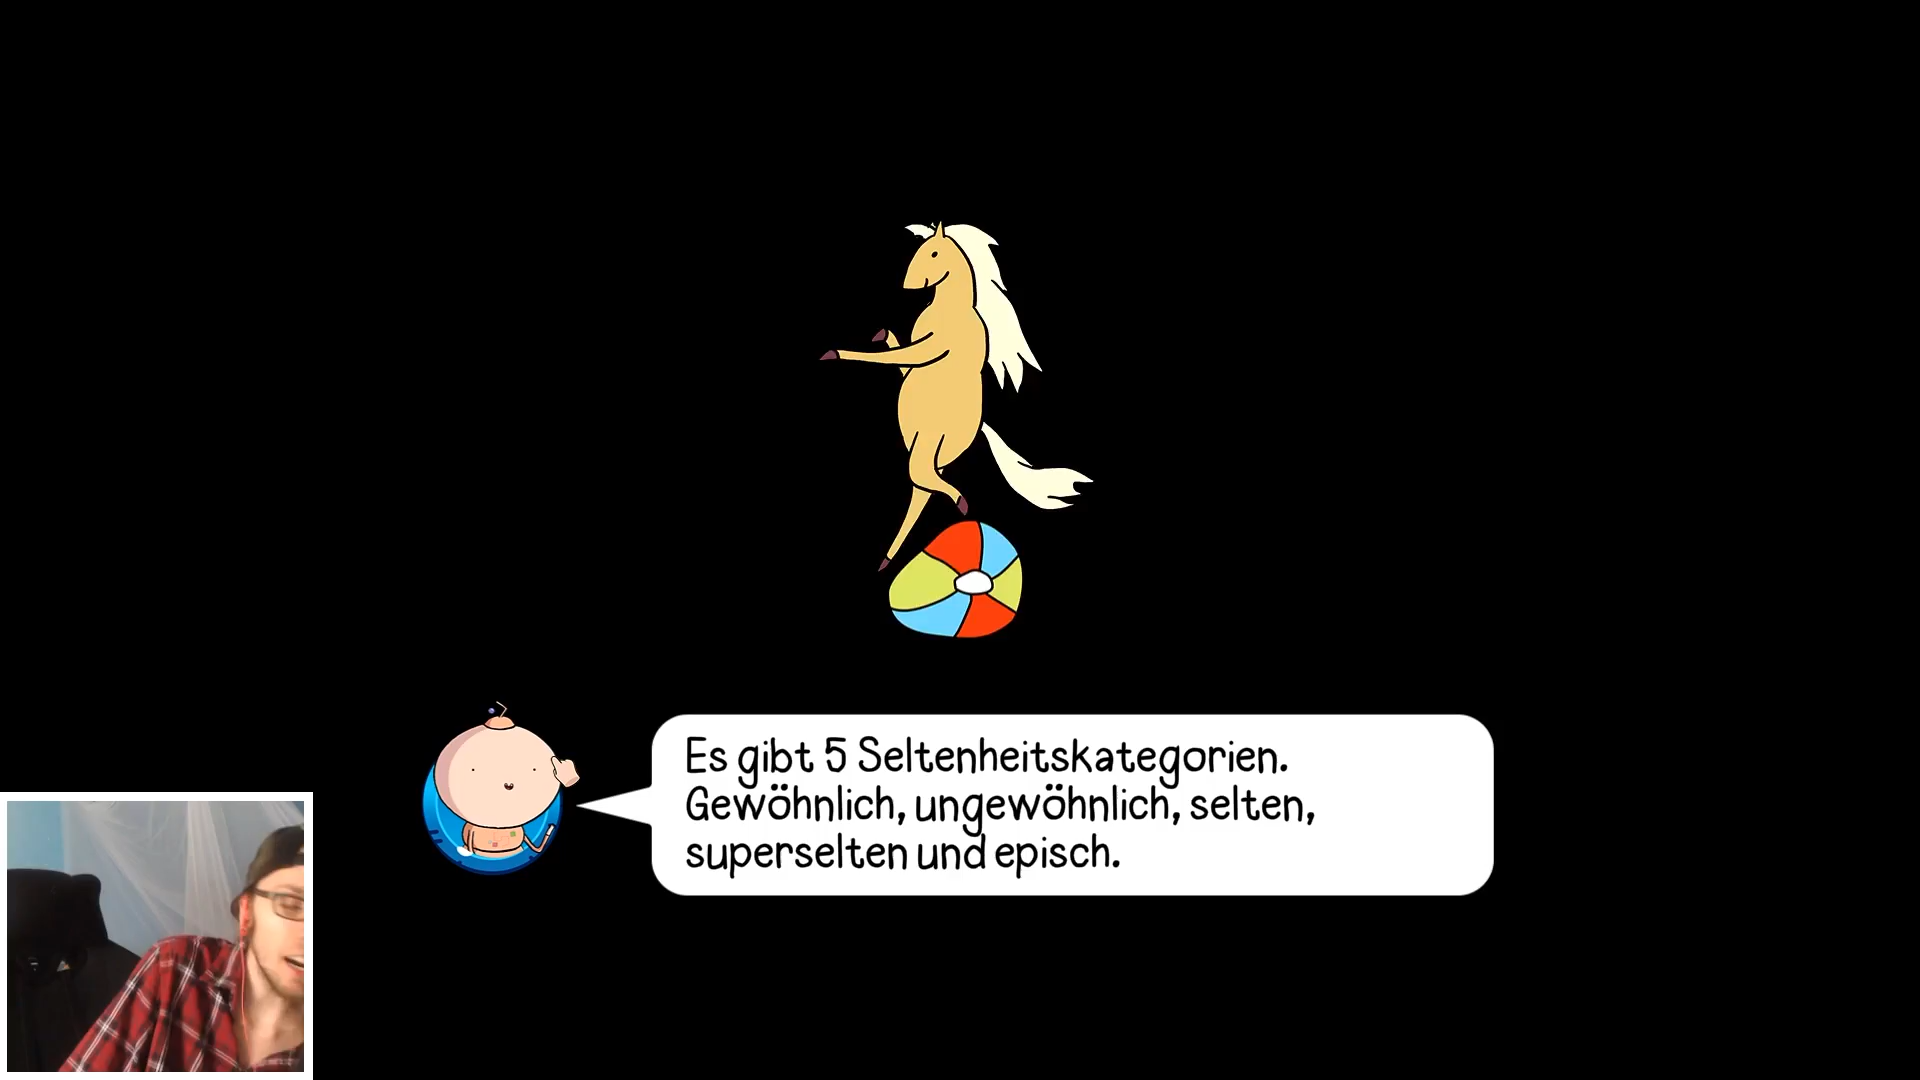 Es gibt 5 Seltenheitskategorien.
Gewöhnlich, ungewöhnlich, selten,
superselten und episch.